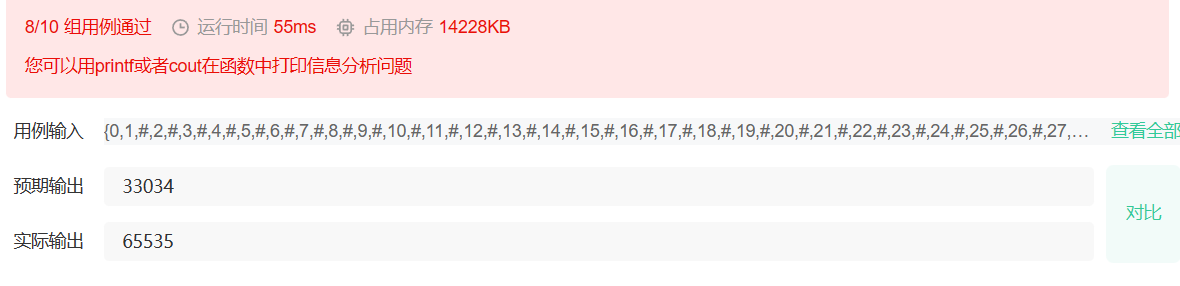 8/10 组用例通过 运行时间 55ms 占用内存 14228KB
您可以用printf或者cout在函数中打印信息分析问题
用例输入 {0,1,#,2,#,3,#,4,#,5,#,6,#,7,#,8,#,9,#,10,#,11,#,12,#,13,#,14,#,15,#,16,#,17,#,18,#,19,#,20,#,21,#,22,#,23,#,24,#,25,#,26,#,27,... 查看全部
预期输出 33034
对比
实际输出 65535